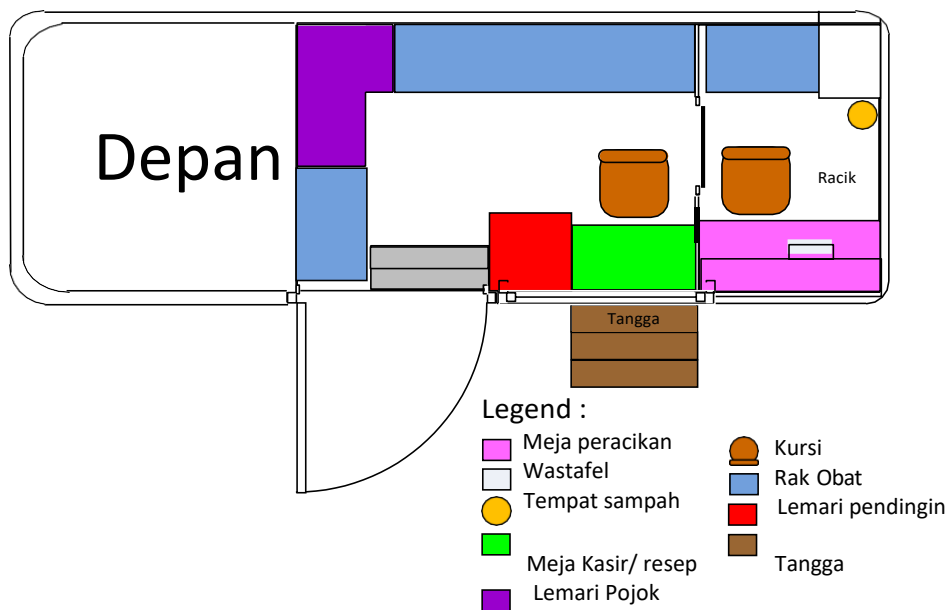 Depan
Racik
Tangga
Legend :
Meja peracikan
Wastafel
Tempat sampah
Meja Kasir/ resep
Lemari Pojok
Kursi
Rak Obat
Lemari pendingin
Tangga